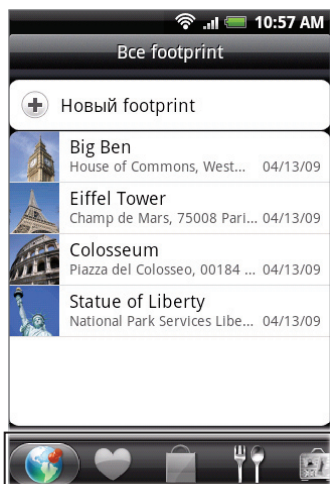 10:57 AM
Все footprint
Новый footprint
Big Ben
House of Commons, West... 04/13/09
Eiffel Tower
Champ de Mars, 75008 Pari... 04/13/09
Colosseum
Piazza del Colosseo, 00184 ... 04/13/09
Statue of Liberty
National Park Services Libe... 04/13/09